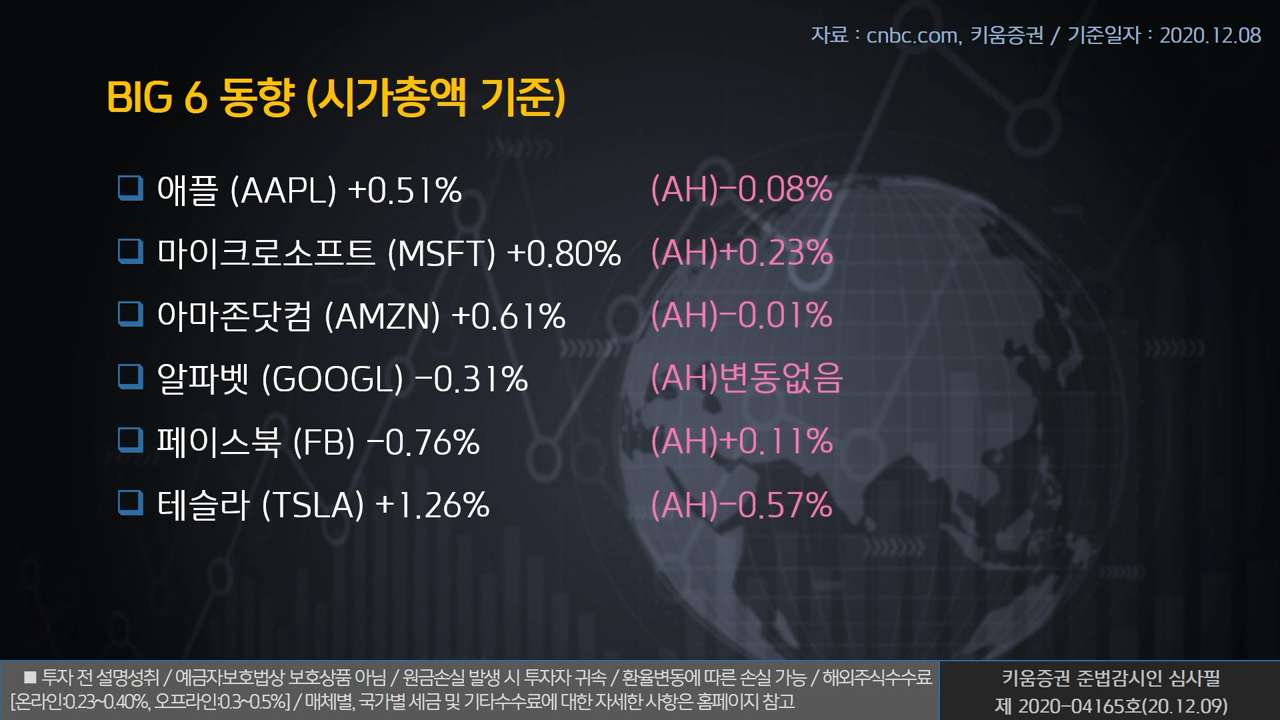 자료 : cnbc.com, 키움증권 / 기준일자 : 2020.12.08
BIG 6 동향 (시가총액 기준)
❑ 애플 (AAPL) +0.51% (AH)-0.08%
❑ 마이크로소프트 (MSFT) +0.80% (AH)+0.23%
❑ 아마존닷컴 (AMZN) +0.61% (AH)-0.01%
❑ 알파벳 (GOOGL) -0.31% (AH)변동없음
❑ 페이스북 (FB) -0.76% (AH)+0.11%
❑ 테슬라 (TSLA) +1.26% (AH)-0.57%
■ 투자 전 설명성취 / 예금자보호법상 보호상품 아님 / 원금손실 발생 시 투자자 귀속 / 환율변동에 따른 손실 가능 / 해외주식수수료
[온라인:0.23~0.40%, 오프라인:0.3~0.5%] / 매체별, 국가별 세금 및 기타수수료에 대한 자세한 사항은 홈페이지 참고
키움증권 준법감시인 심사필
제 2020-04165호(20.12.09)